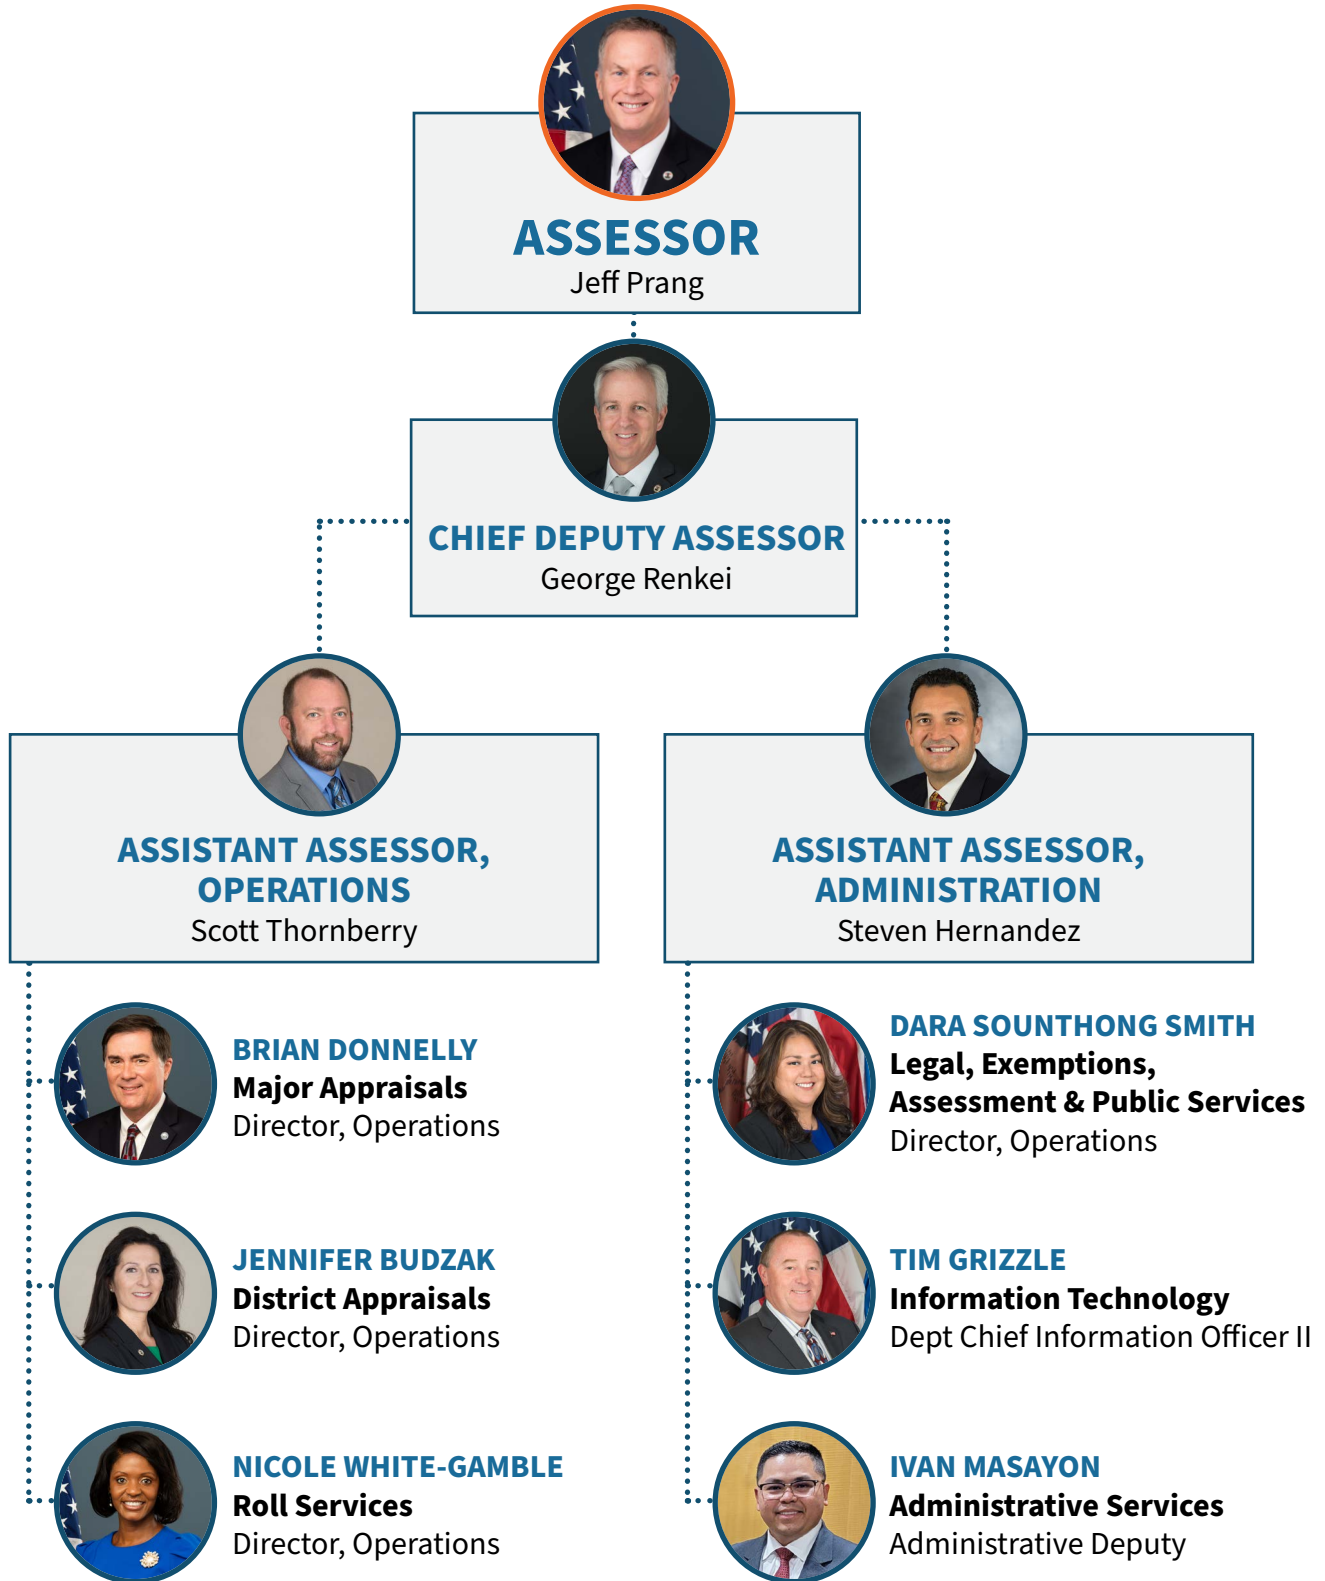 ASSESSOR
Jeff Prang
CHIEF DEPUTY ASSESSOR
George Renkei
ASSISTANT ASSESSOR,
OPERATIONS
Scott Thornberry
BRIAN DONNELLY
Major Appraisals
Director, Operations
JENNIFER BUDZAK
District Appraisals
Director, Operations
NICOLE WHITE-GAMBLE
Roll Services
Director, Operations
ASSISTANT ASSESSOR,
ADMINISTRATION
Steven Hernandez
DARA SOUNTHONG SMITH
Legal, Exemptions,
Assessment & Public Services
Director, Operations
TIM GRIZZLE
Information Technology
Dept Chief Information Officer II
IVAN MASAYON
Administrative Services
Administrative Deputy